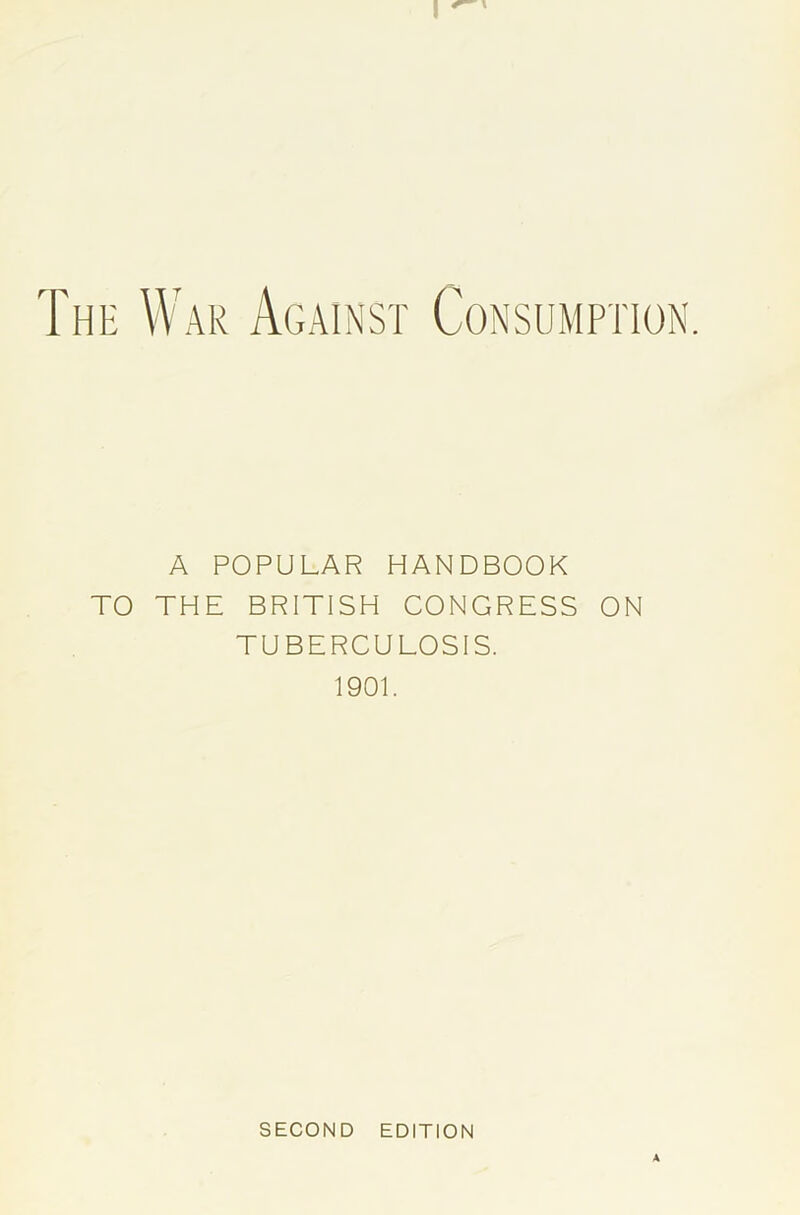 The War Against Consumption.
A POPULAR HANDBOOK
TO THE BRITISH CONGRESS ON
TUBERCULOSIS.
1901.
SECOND EDITION
A